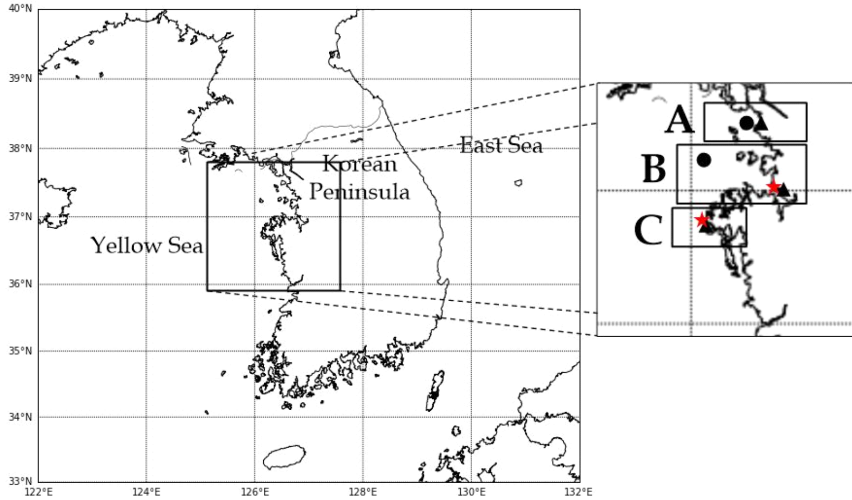 40°N
39°N
38°N
37°N
36°N
35°N
34°N
33°N
122°E
124°E
126°E
128°E
130°E
132°E
East Sea
Korean
Peninsula
Yellow Sea
A
B
C